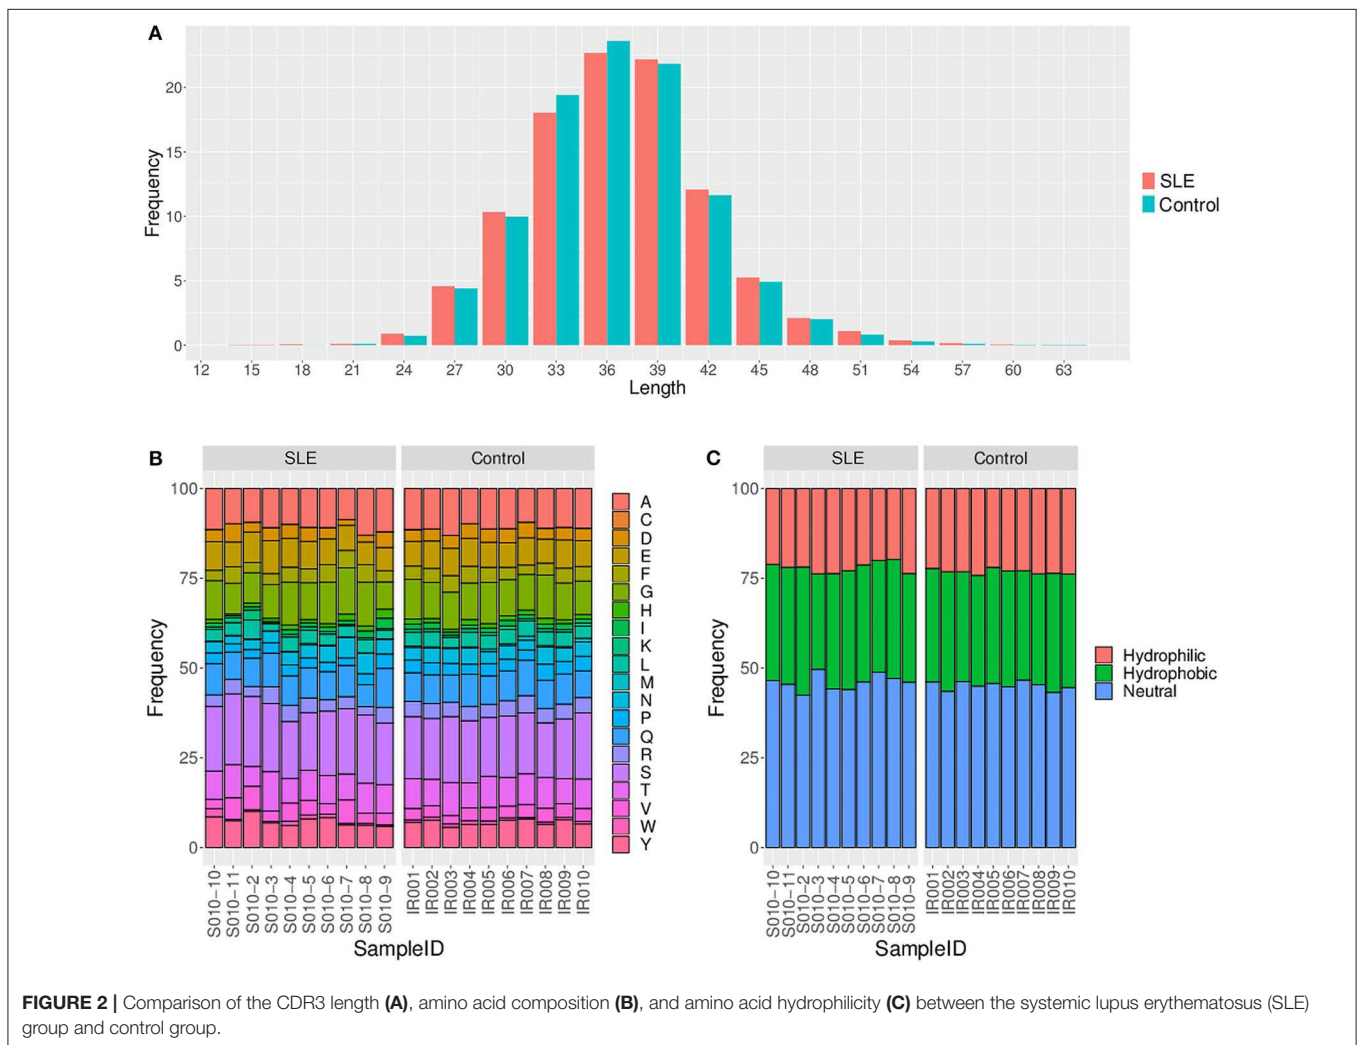 A
20
15
10
5
0
Frequency
12 15 18 21 24 27 30 33 36 39 42 45 48 51 54 57 60 63
Length
SLE
Control
B
SLE Control
100
75
50
25
0
Frequency
S010-10 S010-11 S010-2 S010-3 S010-4 S010-5 S010-6 S010-7 S010-8 S010-9 IR001 IR002 IR003 IR004 IR005 IR006 IR007 IR008 IR009 IR010
SampleID
A
C
D
E
F
G
H
I
K
L
M
N
P
Q
R
S
T
V
W
Y
C
SLE Control
100
75
50
25
0
Frequency
S010-10 S010-11 S010-2 S010-3 S010-4 S010-5 S010-6 S010-7 S010-8 S010-9 IR001 IR002 IR003 IR004 IR005 IR006 IR007 IR008 IR009 IR010
SampleID
Hydrophilic
Hydrophobic
Neutral
FIGURE 2 | Comparison of the CDR3 length (A), amino acid composition (B), and amino acid hydrophilicity (C) between the systemic lupus erythematosus (SLE)
group and control group.